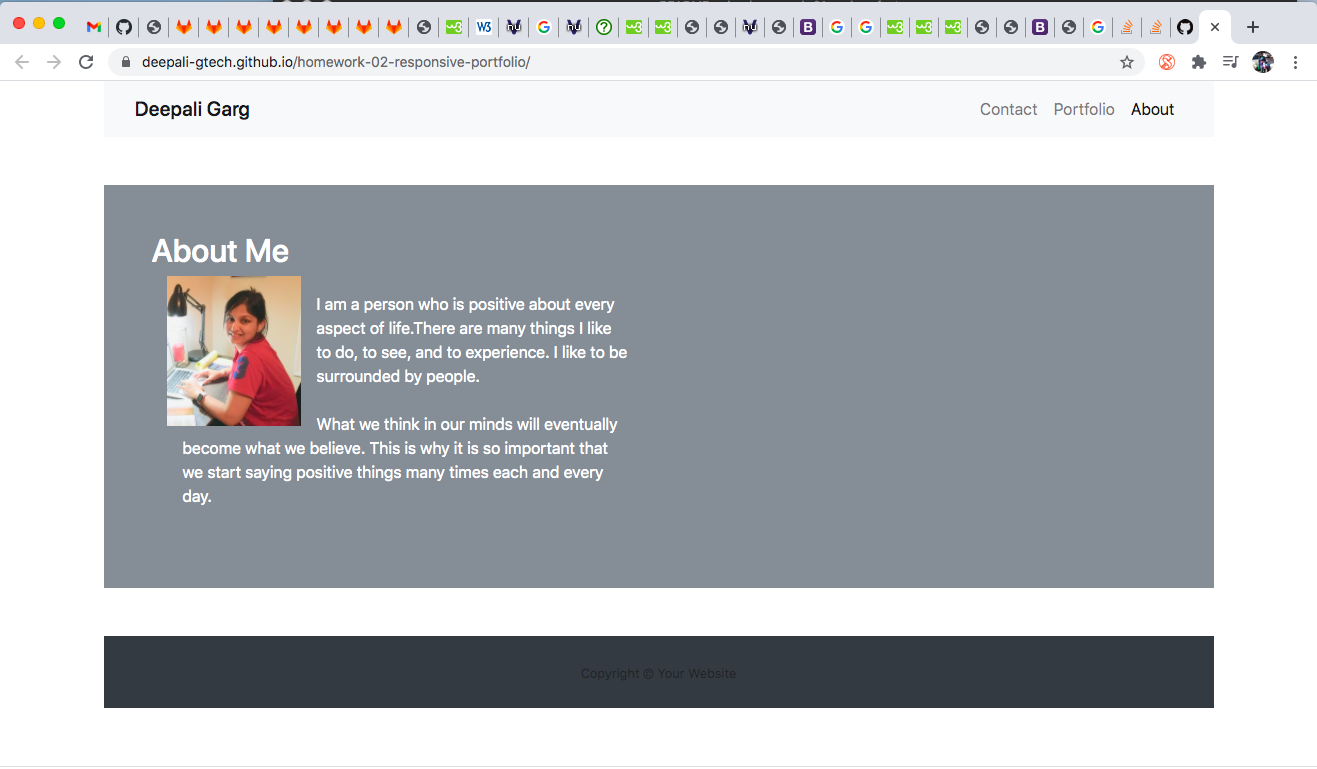 deepali-gtech.github.io/homework-02-responsive-portfolio/
Deepali Garg
Contact Portfolio About
About Me
I am a person who is positive about every
aspect of life.There are many things I like
to do, to see, and to experience. I like to be
surrounded by people.
What we think in our minds will eventually
become what we believe. This is why it is so important that
we start saying positive things many times each and every
day.
Copyright © Your Website